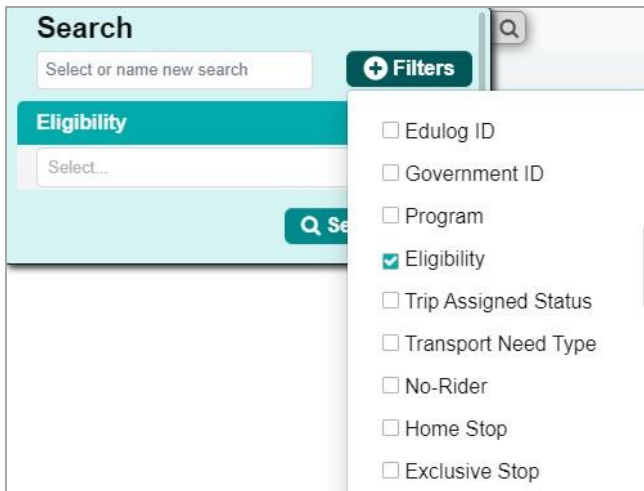 Search
Select or name new search
Filters
Eligibility
Select...
Edulog ID
Government ID
Program
Eligibility
Trip Assigned Status
Transport Need Type
No-Rider
Home Stop
Exclusive Stop